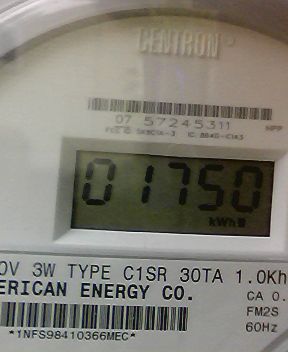 CENTRON®
07 57245311
01750
kWh
0V 3W TYPE C1SR 30TA 1.0Kh
ERICAN ENERGY CO.
CA 0.
FM2S
60Hz
*1NFS98410366MEC*